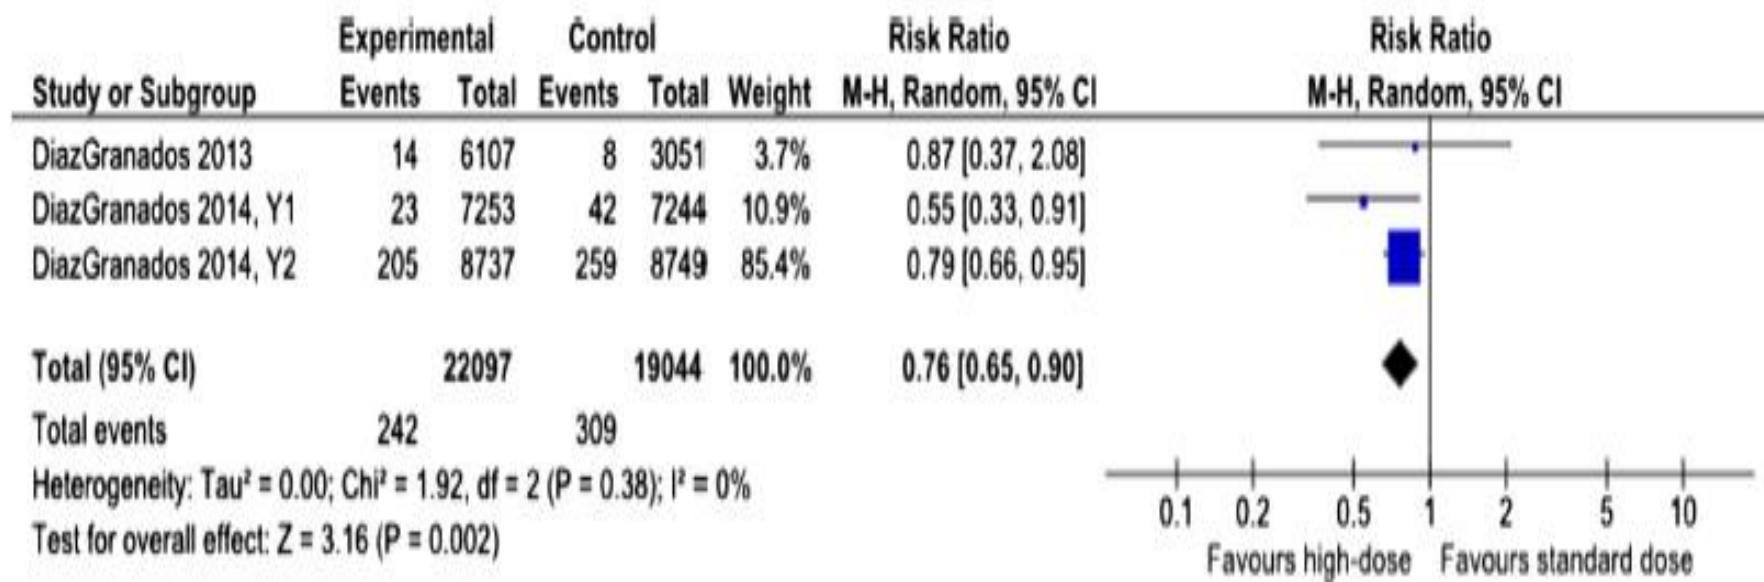 Experimental Control Risk Ratio Risk Ratio
Study or Subgroup Events Total Events Total Weight M-H, Random, 95% CI M-H, Random, 95% CI
DiazGranados 2013 14 6107 8 3051 3.7% 0.87 [0.37, 2.08]
DiazGranados 2014, Y1 23 7253 42 7244 10.9% 0.55 [0.33, 0.91]
DiazGranados 2014, Y2 205 8737 259 8749 85.4% 0.79 [0.66, 0.95]
Total (95% CI) 22097 19044 100.0% 0.76 [0.65, 0.90]
Total events 242 309
Heterogeneity: Tau² = 0.00; Chi² = 1.92, df = 2 (P = 0.38); I² = 0%
Test for overall effect: Z = 3.16 (P = 0.002)
0.1 0.2 0.5 1 2 5 10
Favours high-dose Favours standard dose